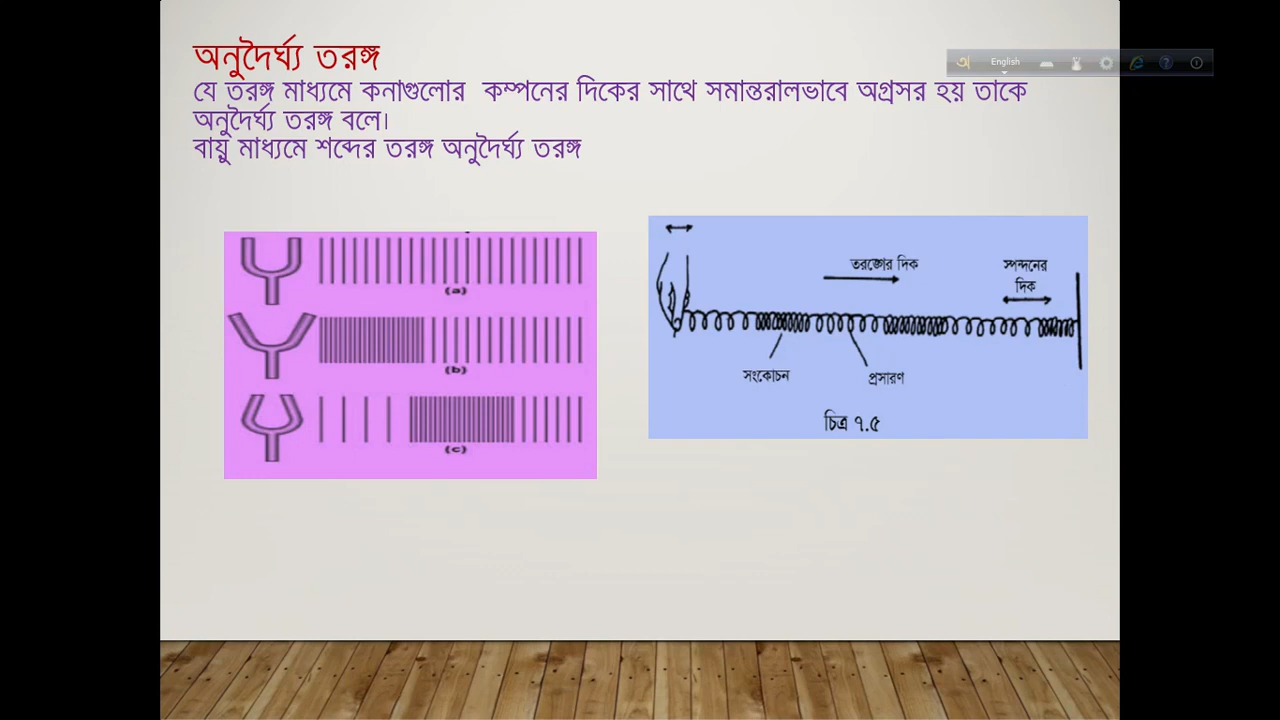 অনুদৈর্ঘ্য তরঙ্গ
English
যে তরঙ্গ মাধ্যমে কনাগুলোর কম্পনের দিকের সাথে সমান্তরালভাবে অগ্রসর হয় তাকে
অনুদৈর্ঘ্য তরঙ্গ বলে।
বায়ু মাধ্যমে শব্দের তরঙ্গ অনুদৈর্ঘ্য তরঙ্গ
(a)
(b)
(c)
তরঙ্গের দিক
স্পন্দনের
দিক
সংকোচন
প্রসারণ
চিত্র ৭.৫